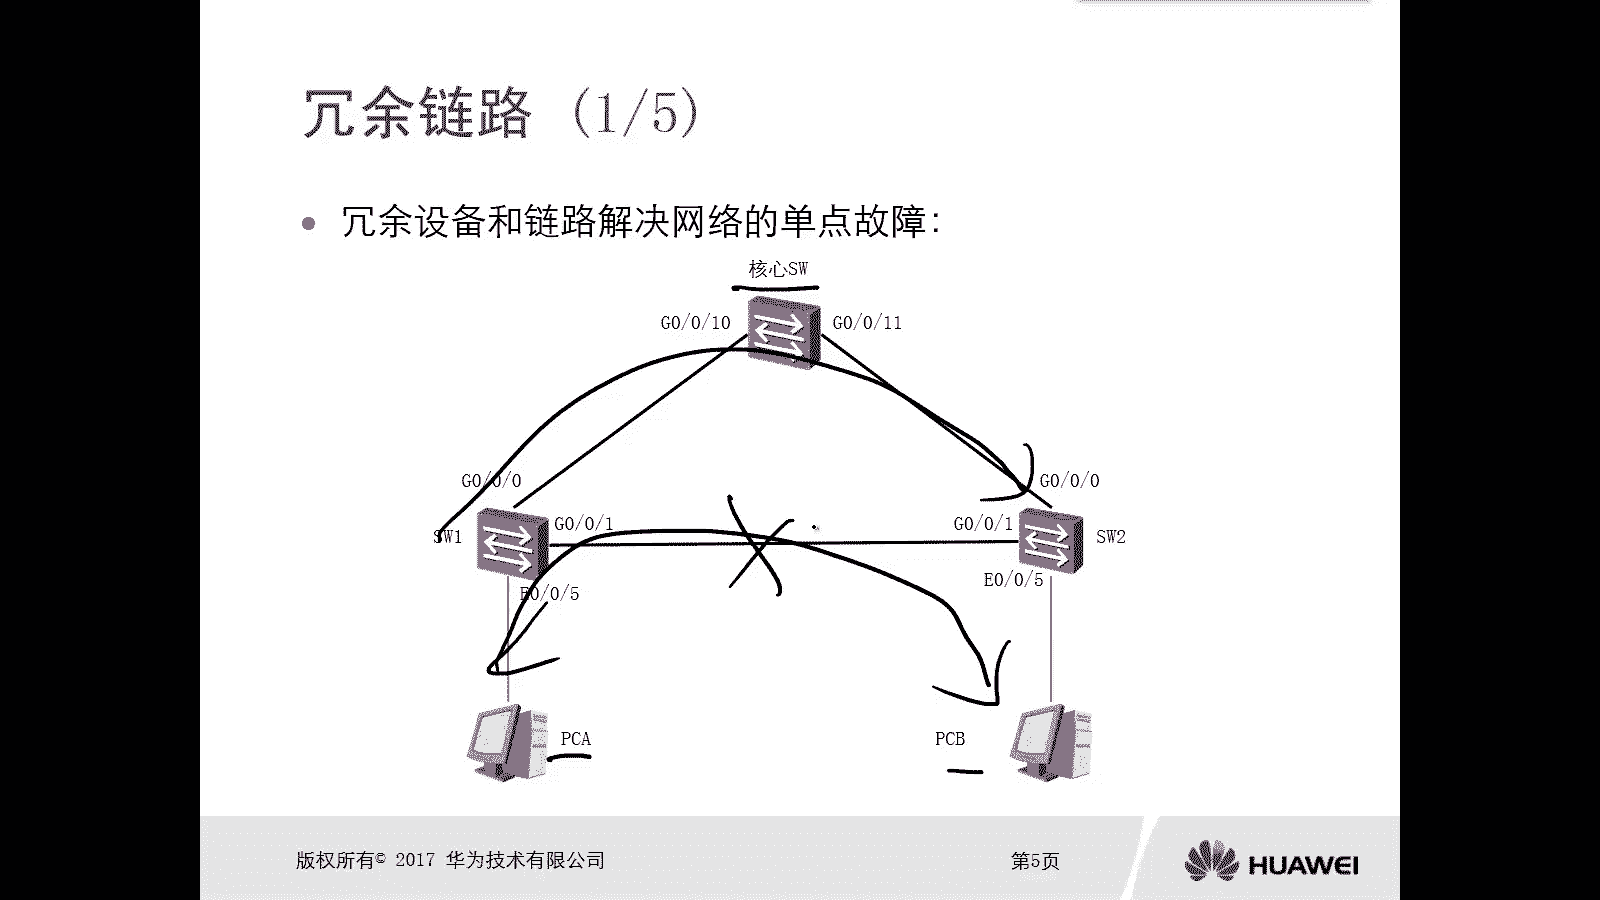 冗余链路 (1/5)
冗余设备和链路解决网络的单点故障：
核心SW
G0/0/10
G0/0/11
G0/0/0
G0/0/0
SW1
G0/0/1
G0/0/1
SW2
E0/0/5
E0/0/5
PCA
PCB
版权所有© 2017 华为技术有限公司
第5页
HUAWEI